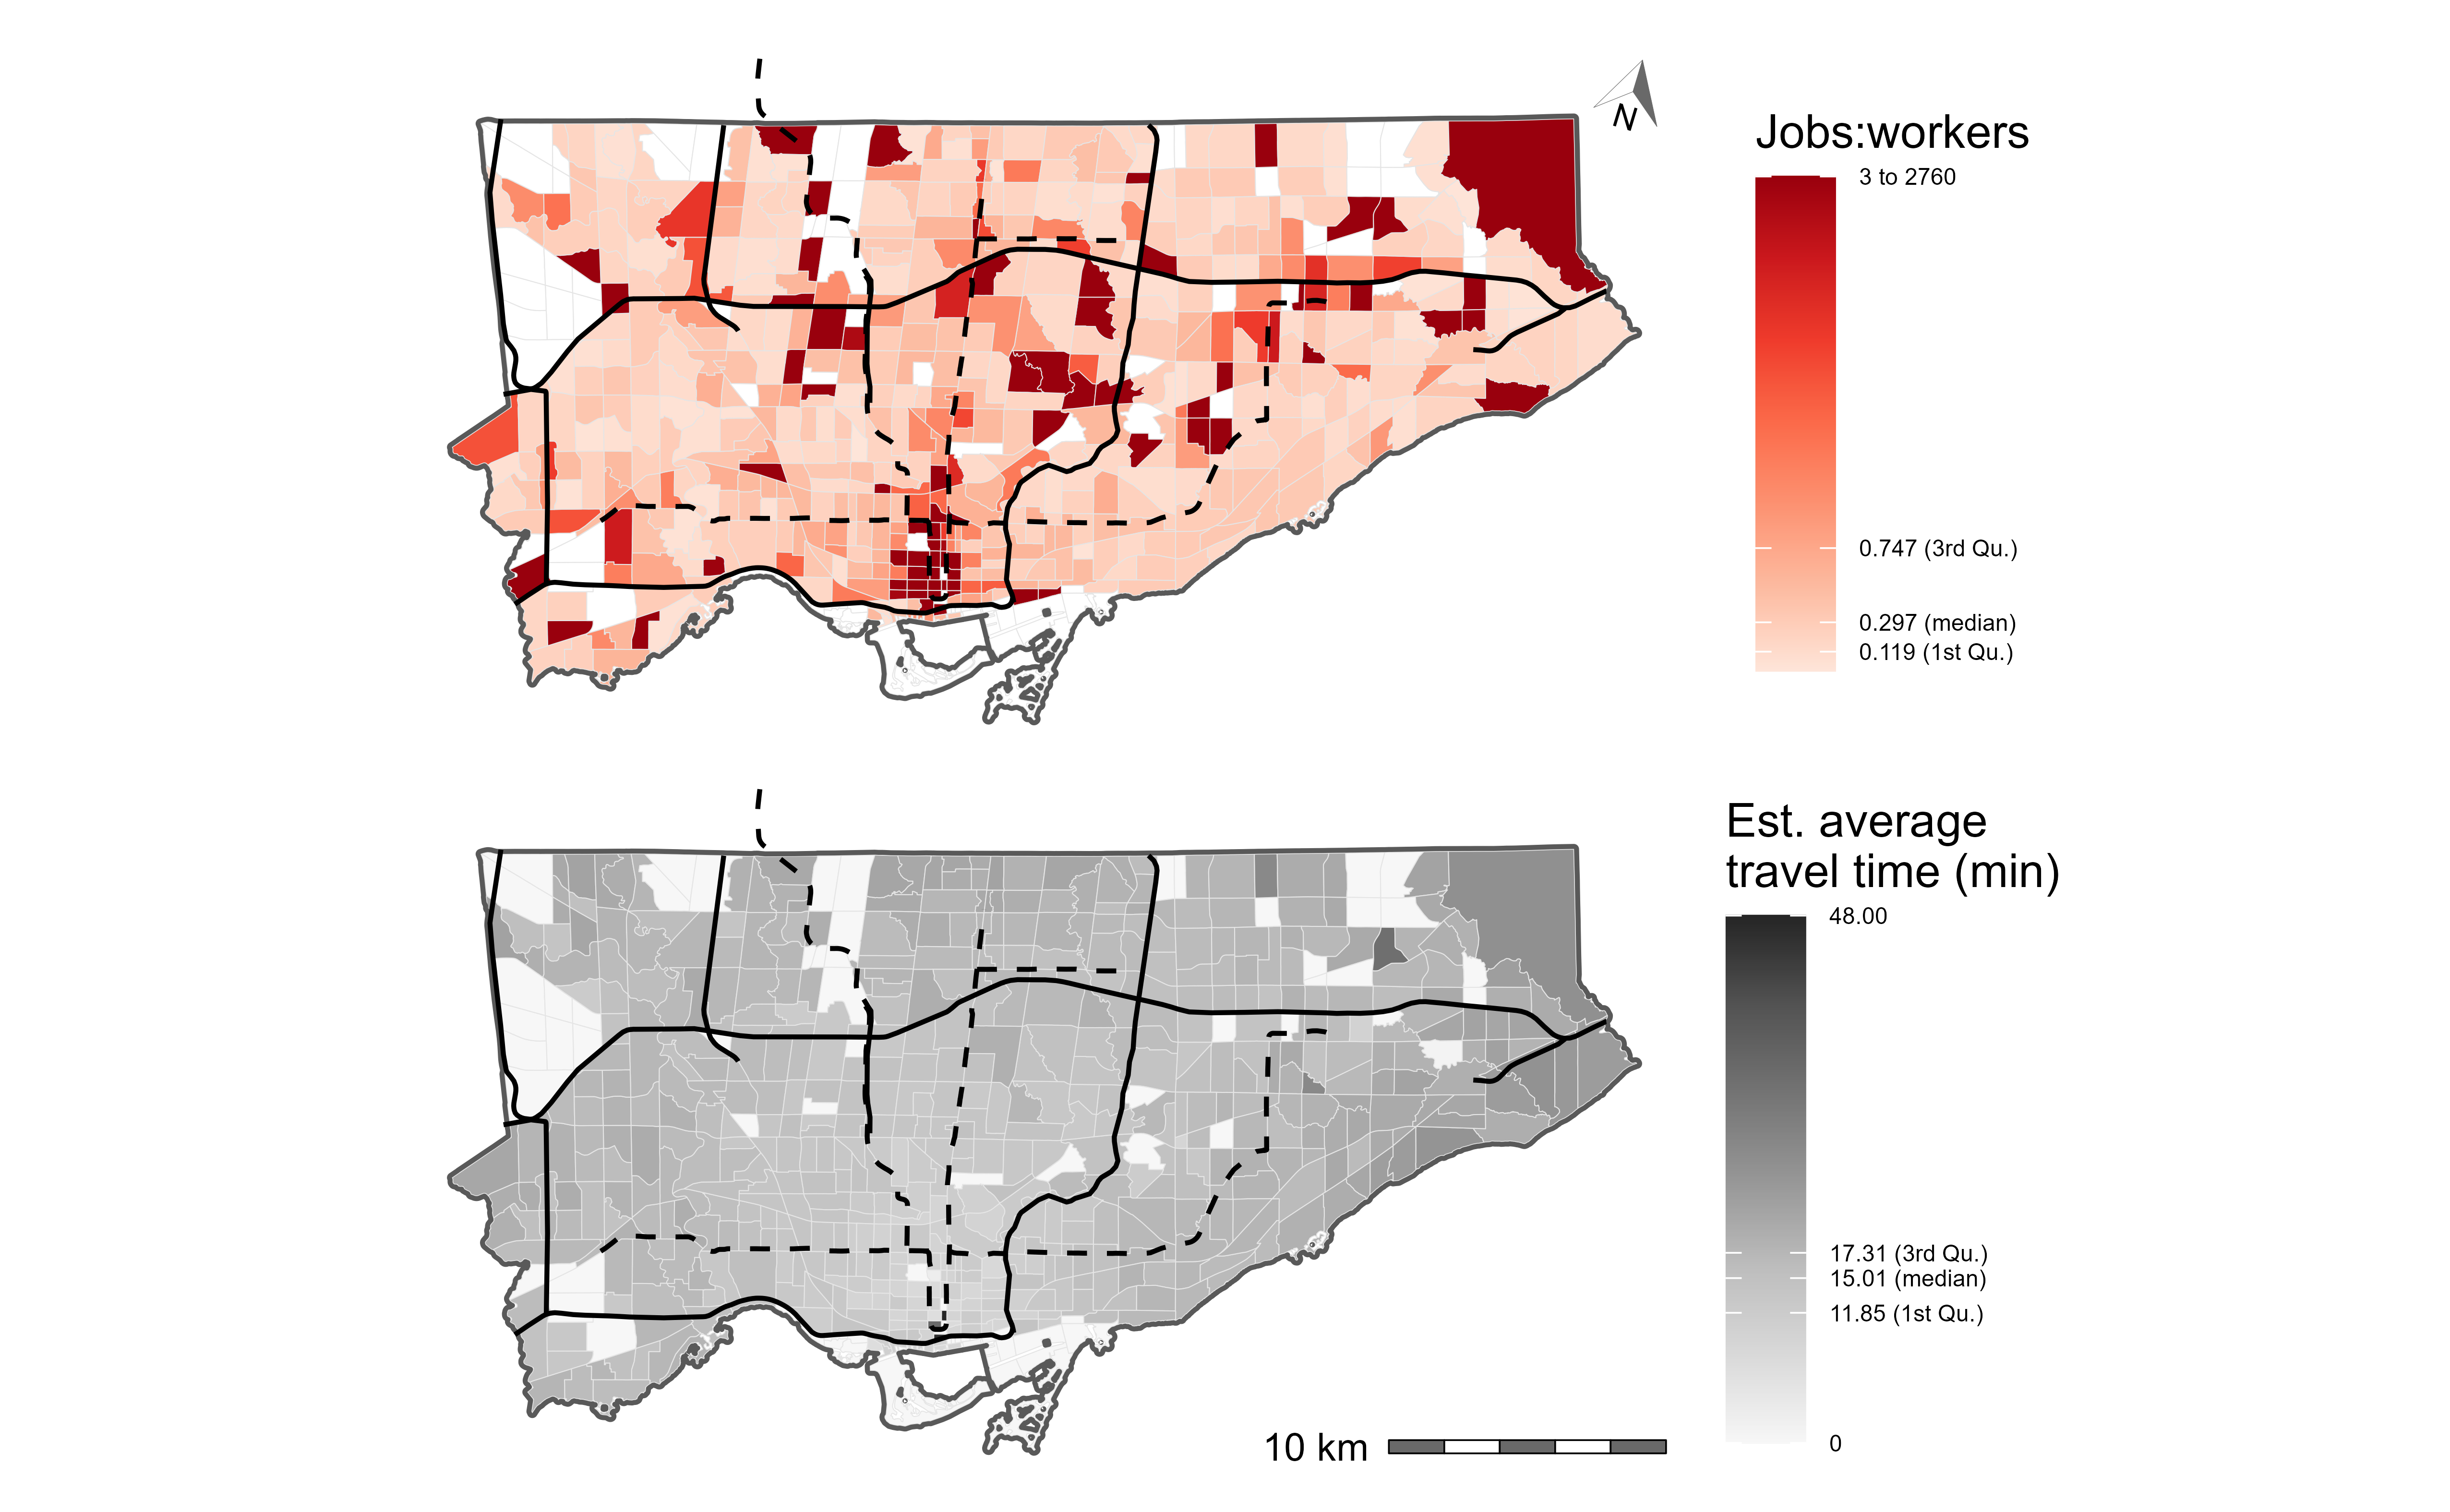 N
Jobs:workers
3 to 2760
0.747 (3rd Qu.)
0.297 (median)
0.119 (1st Qu.)
Est. average
travel time (min)
48.00
17.31 (3rd Qu.)
15.01 (median)
11.85 (1st Qu.)
0
10 km